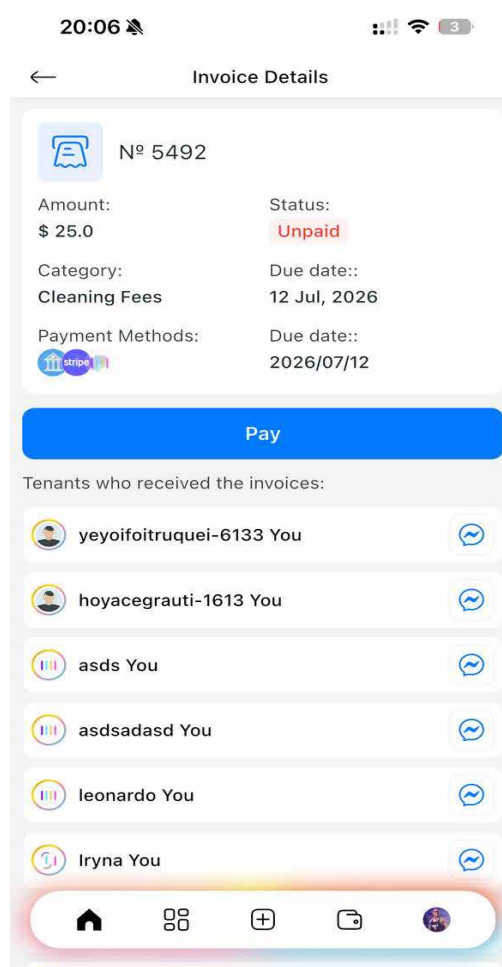 20:06
3
Invoice Details
Nº 5492
Amount:
$ 25.0
Status:
Unpaid
Category:
Cleaning Fees
Due date::
12 Jul, 2026
Payment Methods:
stripe
Due date::
2026/07/12
Pay
Tenants who received the invoices:
yeyoifoitruquei-6133 You
hoyacegrauti-1613 You
asds You
asdsadasd You
leonardo You
Iryna You